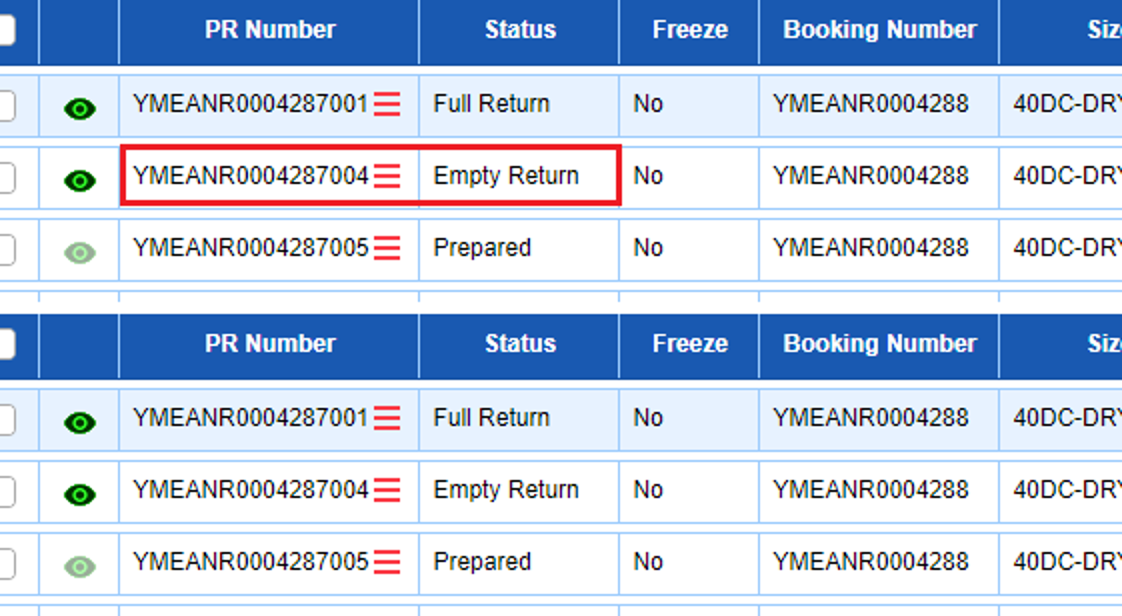 PR Number Status Freeze Booking Number Siz
YMEANR0004287001 Full Return No YMEANR0004288 40DC-DRY
YMEANR0004287004 Empty Return No YMEANR0004288 40DC-DRY
YMEANR0004287005 Prepared No YMEANR0004288 40DC-DRY
PR Number Status Freeze Booking Number Siz
YMEANR0004287001 Full Return No YMEANR0004288 40DC-DRY
YMEANR0004287004 Empty Return No YMEANR0004288 40DC-DRY
YMEANR0004287005 Prepared No YMEANR0004288 40DC-DRY